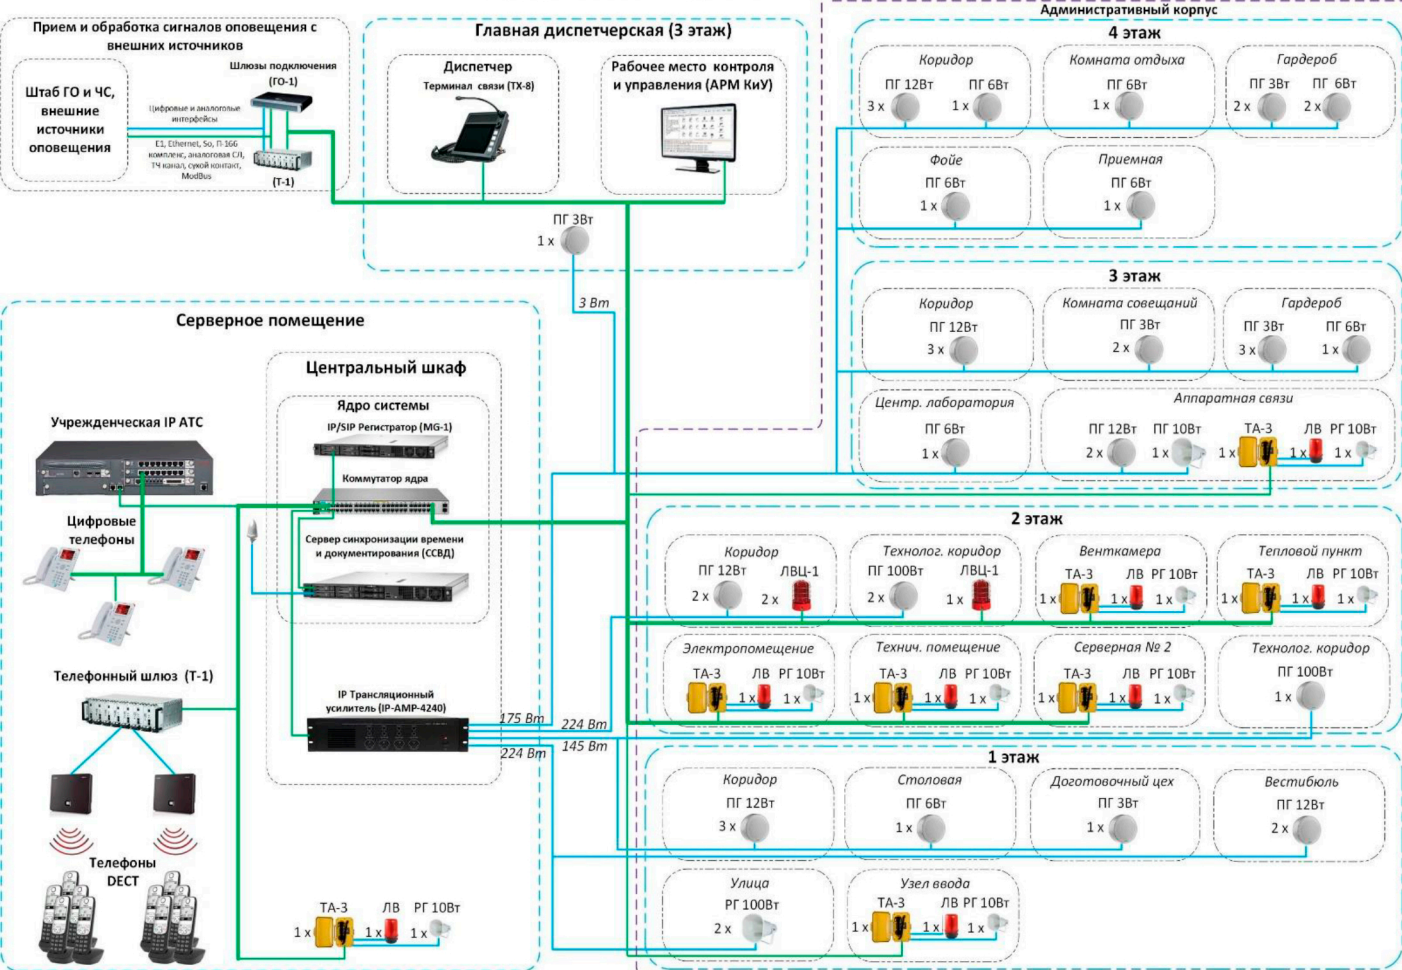 Прием и обработка сигналов оповещения с
внешних источников
Штаб ГО и ЧС,
внешние
источники
оповещения
Шлюзы подключения
(ГО-1)
Цифровые и аналоговые
интерфейсы
E1, Ethernet, So, П-166
комплекс, аналоговая СЛ,
ТЧ канал, сухой контакт,
ModBus
(Т-1)
Главная диспетчерская (3 этаж)
Диспетчер
Терминал связи (ТХ-8)
Рабочее место контроля
и управления (АРМ КиУ)
ПГ 3Вт
1 x
3 Вт
Серверное помещение
Центральный шкаф
Ядро системы
IP/SIP Регистратор (MG-1)
Коммутатор ядра
Сервер синхронизации времени
и документирования (ССВД)
IP Трансляционный
усилитель (IP-AMP-4240)
175 Вт
224 Вт
145 Вт
224 Вт
Учрежденческая IP АТС
Цифровые
телефоны
Телефонный шлюз (Т-1)
Телефоны
DECT
ТА-3 ЛВ РГ 10Вт
1 x 1 x 1 x
Административный корпус
4 этаж
Коридор
ПГ 12Вт ПГ 6Вт
3 x 1 x
Комната отдыха
ПГ 6Вт
1 x
Гардероб
ПГ 3Вт ПГ 6Вт
2 x 2 x
Фойе
ПГ 6Вт
1 x
Приемная
ПГ 6Вт
1 x
3 этаж
Коридор
ПГ 12Вт
3 x
Комната совещаний
ПГ 3Вт
2 x
Гардероб
ПГ 3Вт ПГ 6Вт
3 x 1 x
Центр. лаборатория
ПГ 6Вт
1 x
Аппаратная связи
ПГ 12Вт ПГ 10Вт ТА-3 ЛВ РГ 10Вт
2 x 1 x 1 x 1 x 1 x
2 этаж
Коридор
ПГ 12Вт ЛВЦ-1
2 x 2 x
Технолог. коридор
ПГ 100Вт ЛВЦ-1
2 x 1 x
Венткамера
ТА-3 ЛВ РГ 10Вт
1 x 1 x 1 x
Тепловой пункт
ТА-3 ЛВ РГ 10Вт
1 x 1 x 1 x
Электропомещение
ТА-3 ЛВ РГ 10Вт
1 x 1 x 1 x
Технич. помещение
ТА-3 ЛВ РГ 10Вт
1 x 1 x 1 x
Серверная № 2
ТА-3 ЛВ РГ 10Вт
1 x 1 x 1 x
Технолог. коридор
ПГ 100Вт
1 x
1 этаж
Коридор
ПГ 12Вт
3 x
Столовая
ПГ 6Вт
1 x
Доготовочный цех
ПГ 3Вт
1 x
Вестибюль
ПГ 12Вт
2 x
Улица
РГ 100Вт
2 x
Узел ввода
ТА-3 ЛВ РГ 10Вт
1 x 1 x 1 x